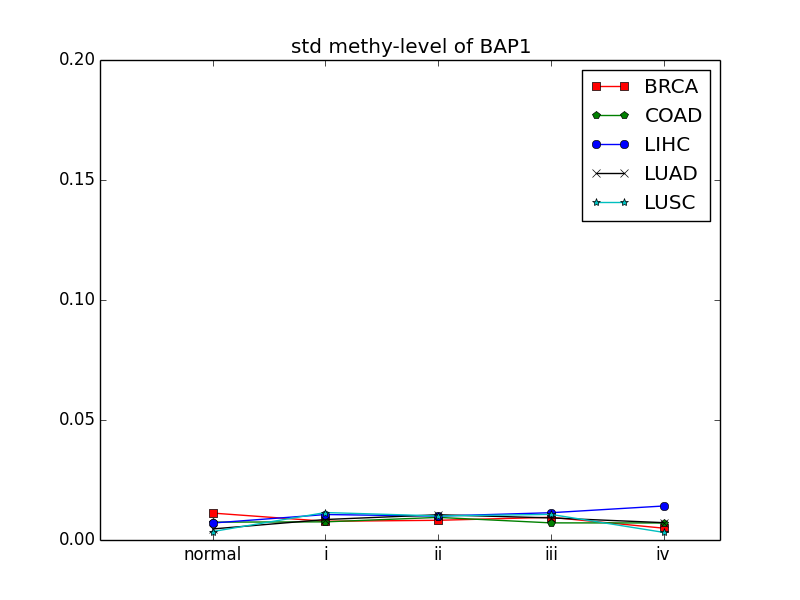 std methy-level of BAP1
0.20
0.15
0.10
0.05
0.00
normal i ii iii iv
BRCA
COAD
LIHC
LUAD
LUSC